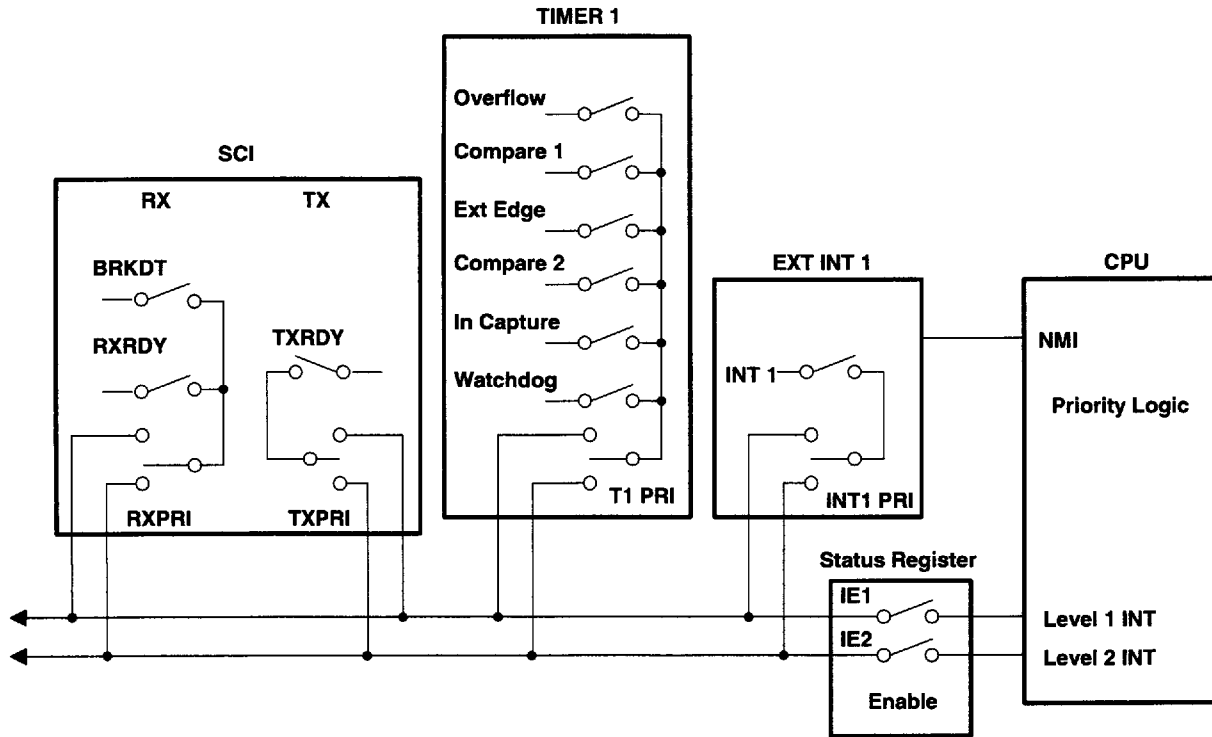 TIMER 1
Overflow
Compare 1
Ext Edge
Compare 2
In Capture
Watchdog
T1 PRI
SCI
RX TX
BRKDT
RXRDY
TXRDY
RXPRI TXPRI
EXT INT 1
INT 1
INT1 PRI
CPU
NMI
Priority Logic
Level 1 INT
Level 2 INT
Status Register
IE1
IE2
Enable